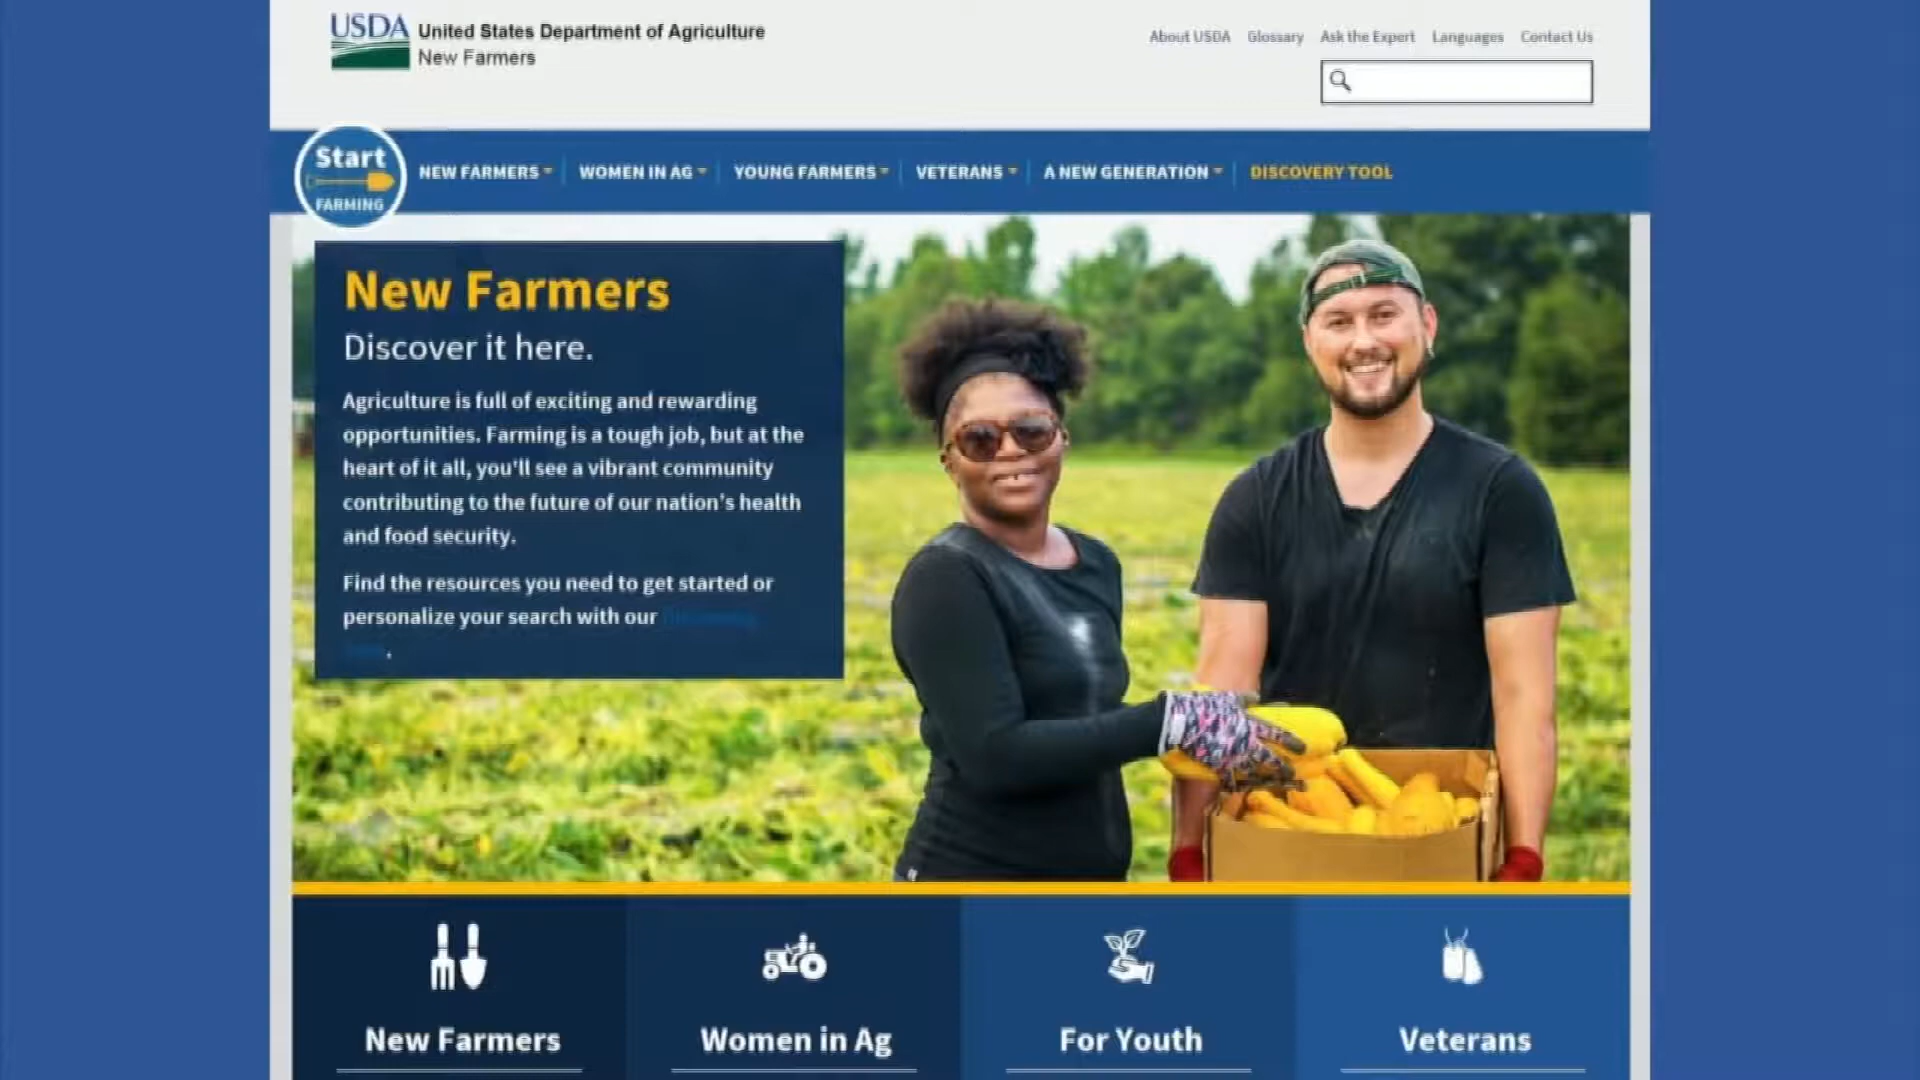 USDA
United States Department of Agriculture
New Farmers
About USDA Glossary Ask the Expert Languages Contact Us
Start
FARMING
NEW FARMERS WOMEN IN AG YOUNG FARMERS VETERANS A NEW GENERATION DISCOVERY TOOL
New Farmers
Discover it here.
Agriculture is full of exciting and rewarding
opportunities. Farming is a tough job, but at the
heart of it all, you'll see a vibrant community
contributing to the future of our nation's health
and food security.
Find the resources you need to get started or
personalize your search with our
New Farmers
Women in Ag
For Youth
Veterans